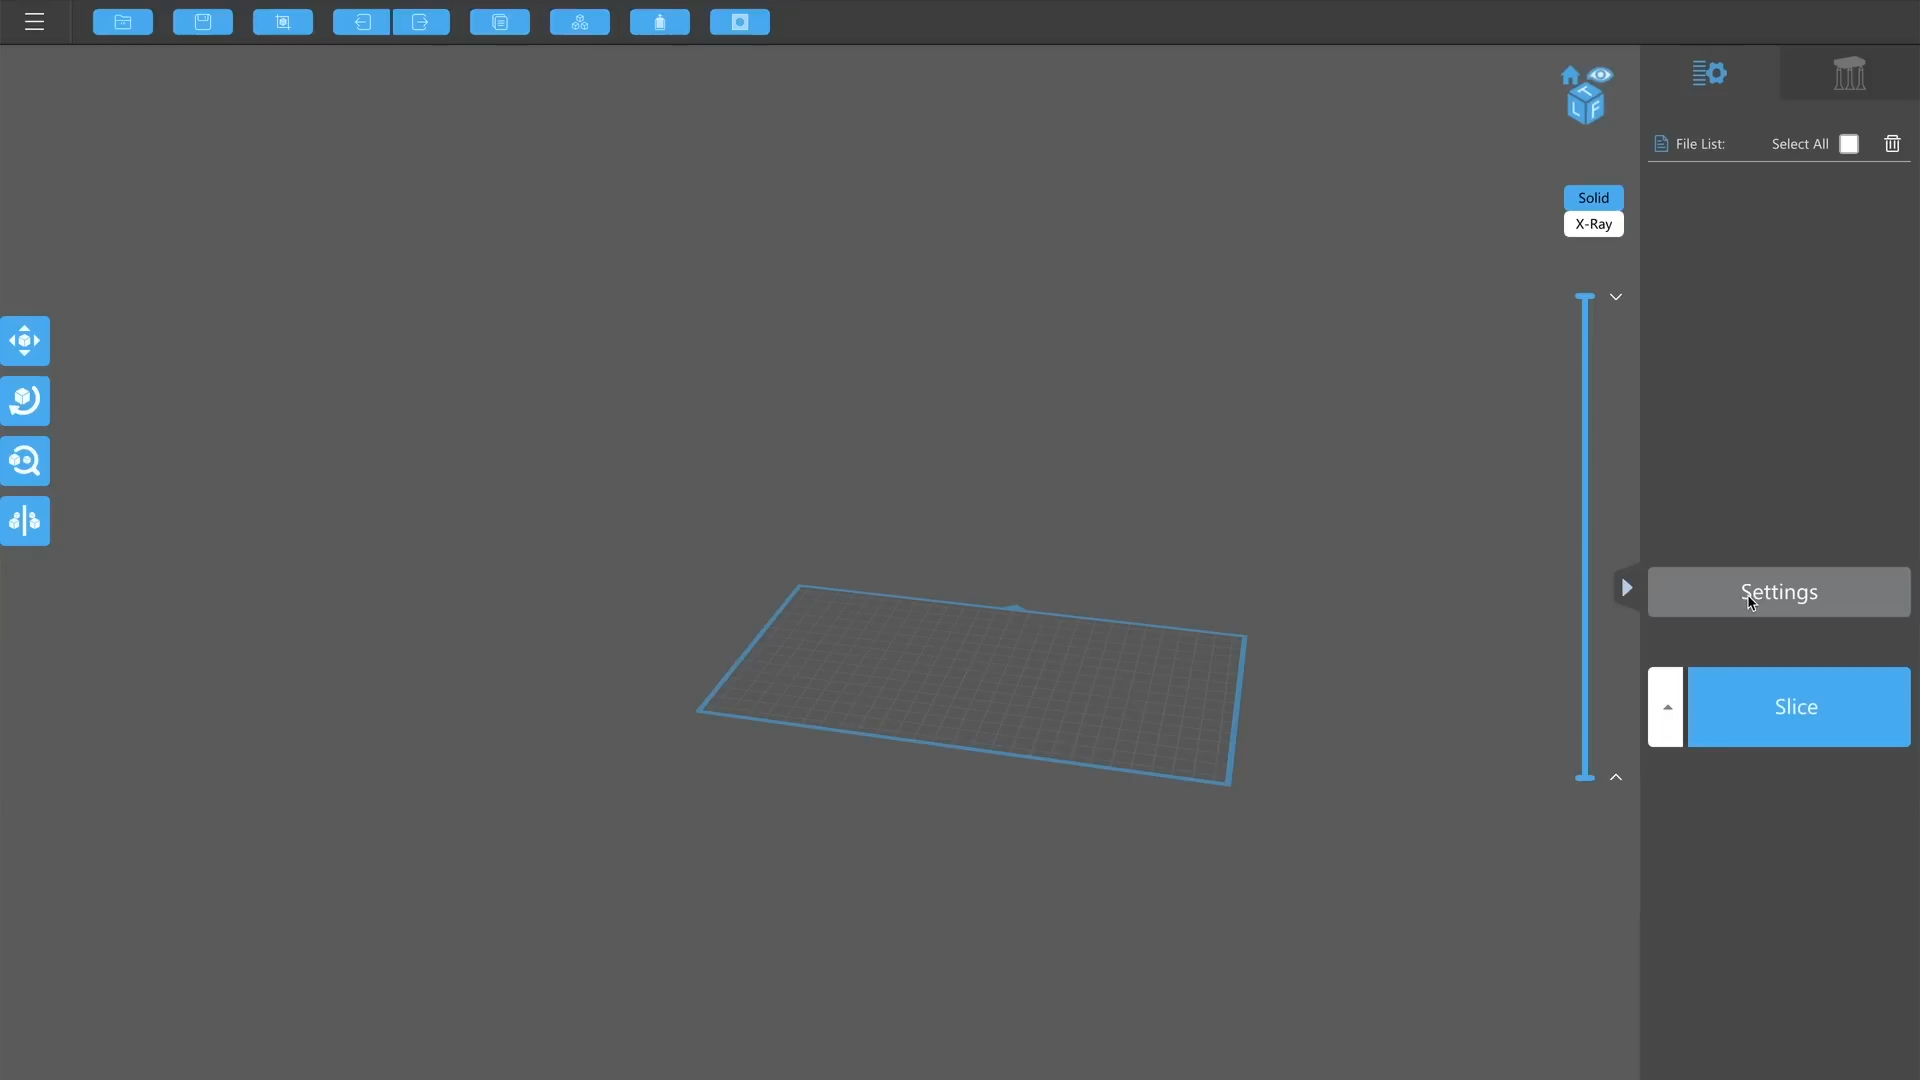 T
L F
File List: Select All
Solid
X-Ray
Settings
Slice